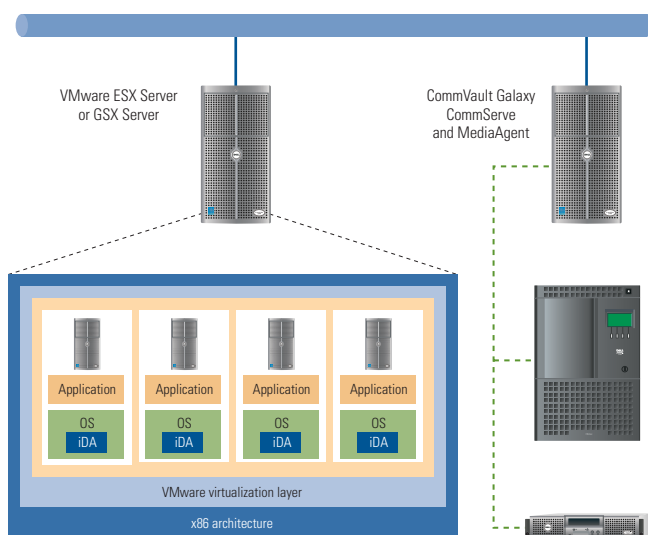 VMware ESX Server
or GSX Server
CommVault Galaxy
CommServe
and MediaAgent
Application
Application
Application
Application
OS
OS
OS
OS
iDA
iDA
iDA
iDA
VMware virtualization layer
x86 architecture